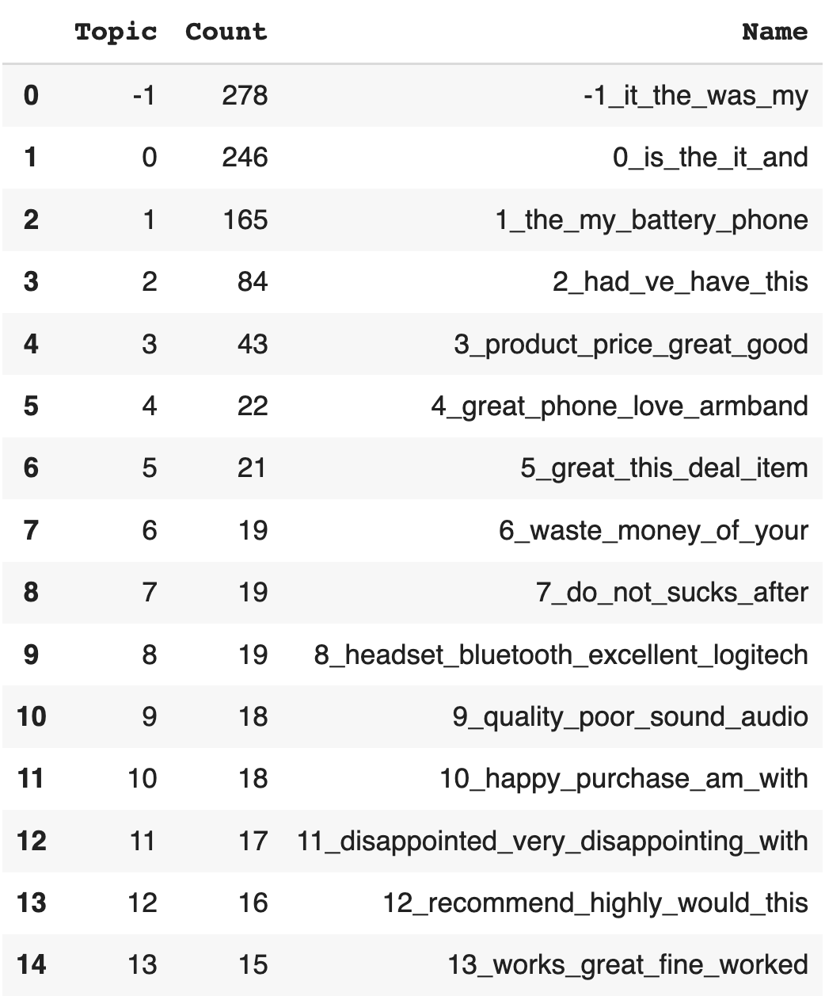 Topic Count Name
0 -1 278 -1_it_the_was_my
1 0 246 0_is_the_it_and
2 1 165 1_the_my_battery_phone
3 2 84 2_had_ve_have_this
4 3 43 3_product_price_great_good
5 4 22 4_great_phone_love_armband
6 5 21 5_great_this_deal_item
7 6 19 6_waste_money_of_your
8 7 19 7_do_not_sucks_after
9 8 19 8_headset_bluetooth_excellent_logitech
10 9 18 9_quality_poor_sound_audio
11 10 18 10_happy_purchase_am_with
12 11 17 11_disappointed_very_disappointing_with
13 12 16 12_recommend_highly_would_this
14 13 15 13_works_great_fine_worked